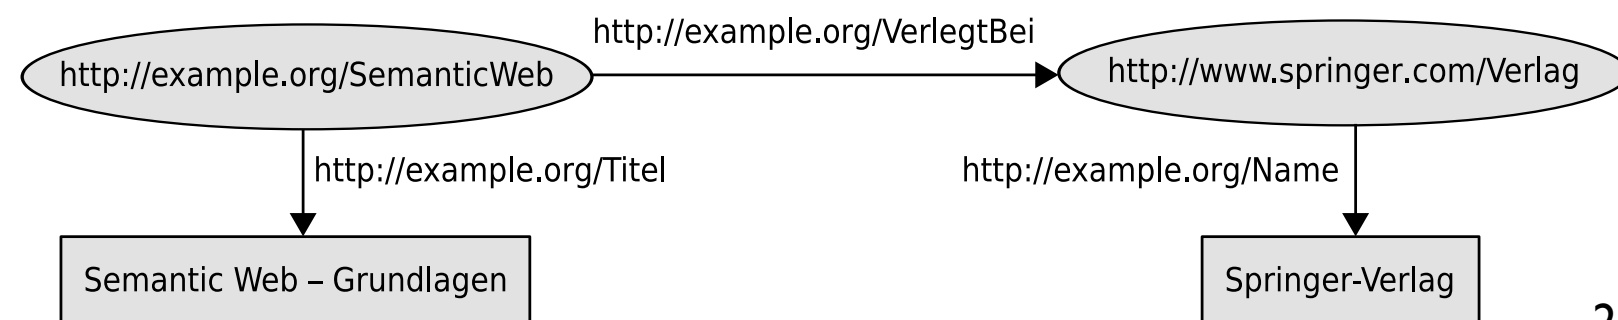 http://example.org/VerlegtBei
http://example.org/SemanticWeb
http://www.springer.com/Verlag
http://example.org/Titel
http://example.org/Name
Semantic Web – Grundlagen
Springer-Verlag